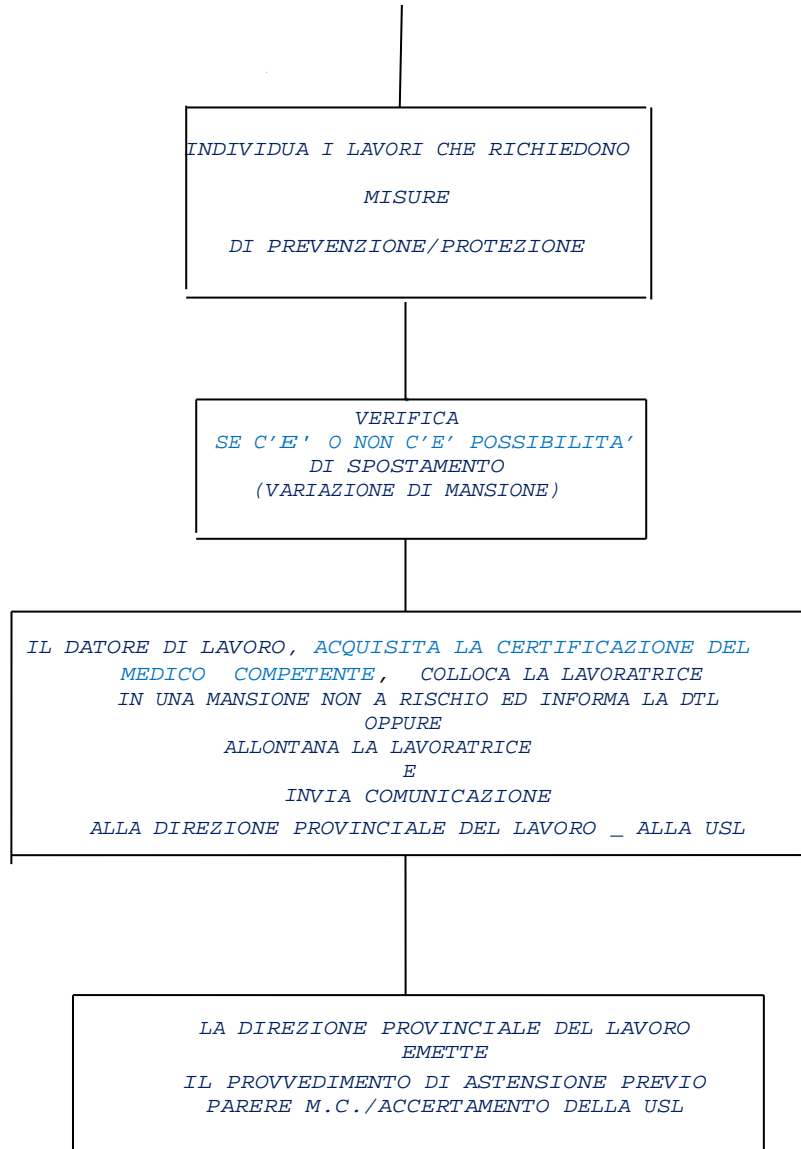 INDIVIDUA I LAVORI CHE RICHIEDONO
MISURE
DI PREVENZIONE/PROTEZIONE
VERIFICA
SE C’E' O NON C’E’ POSSIBILITA’
DI SPOSTAMENTO
(VARIAZIONE DI MANSIONE)
IL DATORE DI LAVORO, ACQUISITA LA CERTIFICAZIONE DEL
MEDICO COMPETENTE, COLLOCA LA LAVORATRICE
IN UNA MANSIONE NON A RISCHIO ED INFORMA LA DTL
OPPURE
ALLONTANA LA LAVORATRICE
E
INVIA COMUNICAZIONE
ALLA DIREZIONE PROVINCIALE DEL LAVORO _ ALLA USL
LA DIREZIONE PROVINCIALE DEL LAVORO
EMETTE
IL PROVVEDIMENTO DI ASTENSIONE PREVIO
PARERE M.C./ACCERTAMENTO DELLA USL